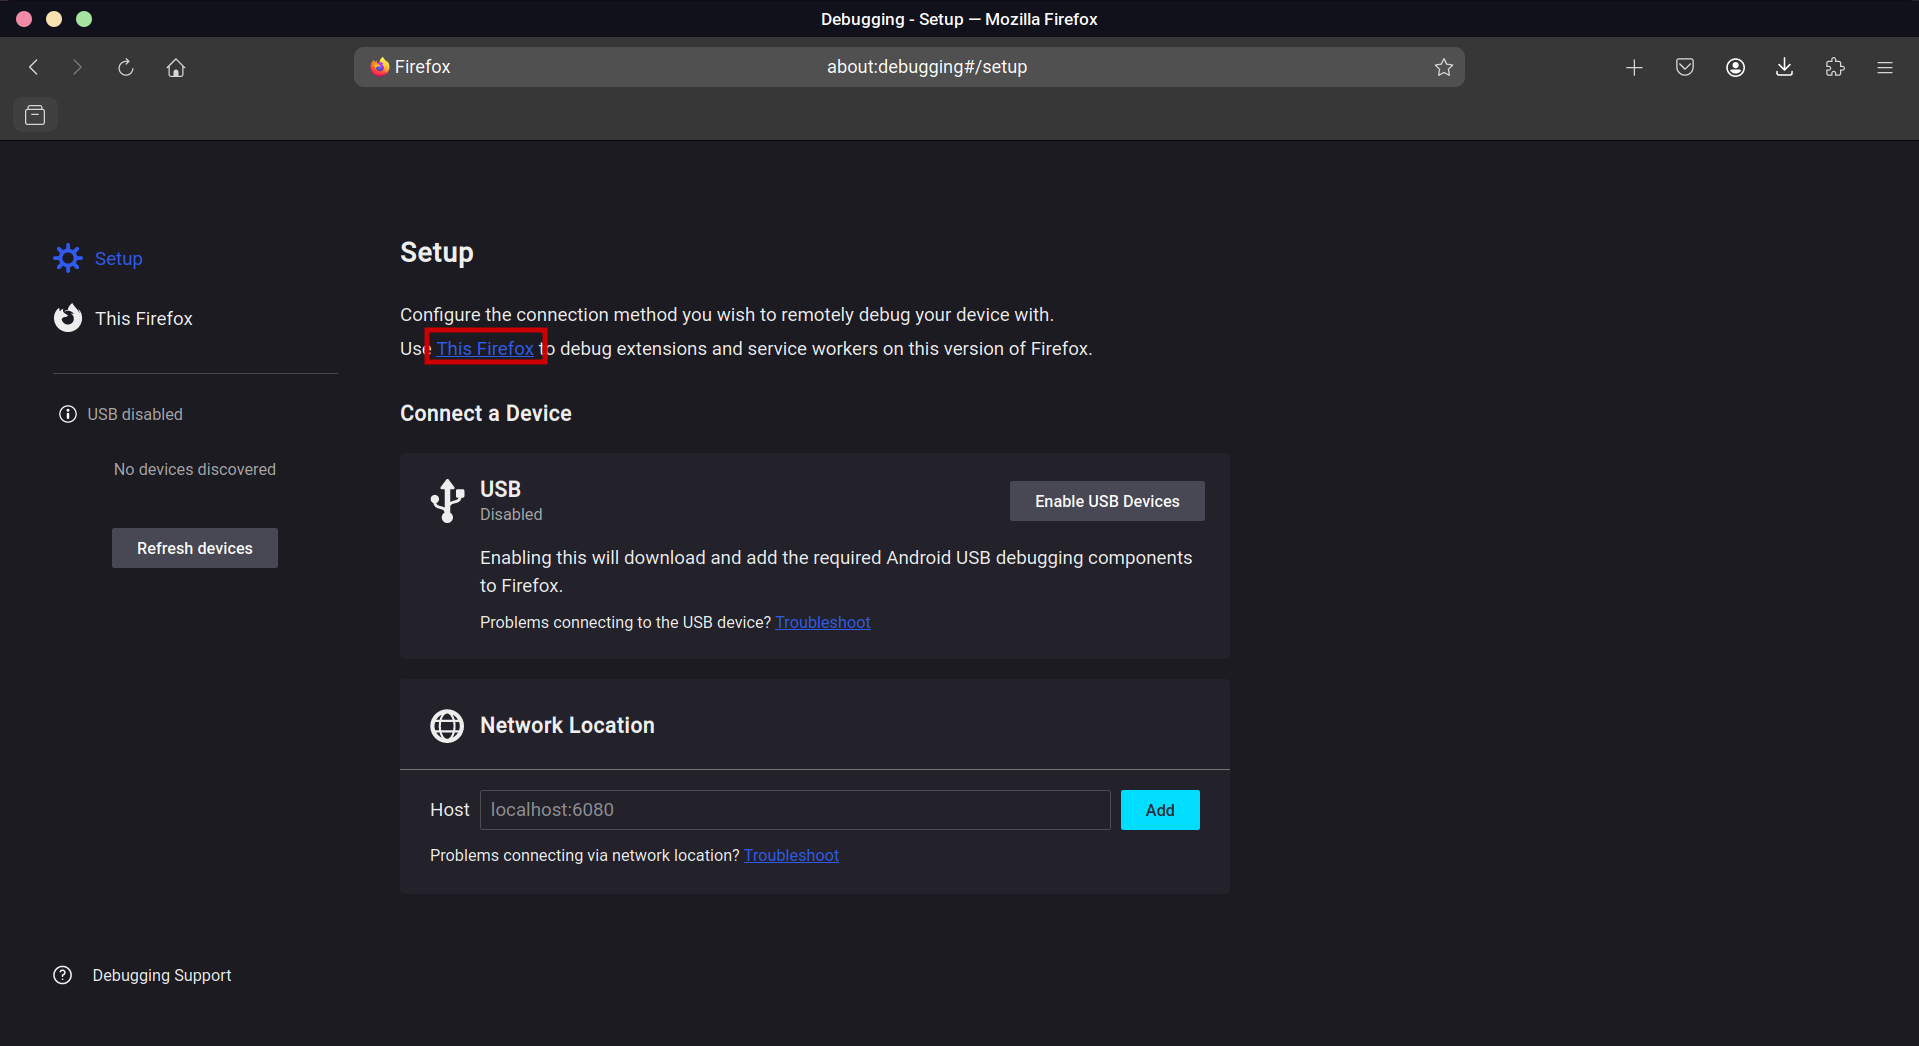 Debugging - Setup — Mozilla Firefox
Firefox
about:debugging#/setup
Setup
This Firefox
USB disabled
No devices discovered
Refresh devices
Debugging Support
Setup
Configure the connection method you wish to remotely debug your device with.
Use This Firefox to debug extensions and service workers on this version of Firefox.
Connect a Device
USB
Disabled
Enable USB Devices
Enabling this will download and add the required Android USB debugging components
to Firefox.
Problems connecting to the USB device? Troubleshoot
Network Location
Host localhost:6080 Add
Problems connecting via network location? Troubleshoot